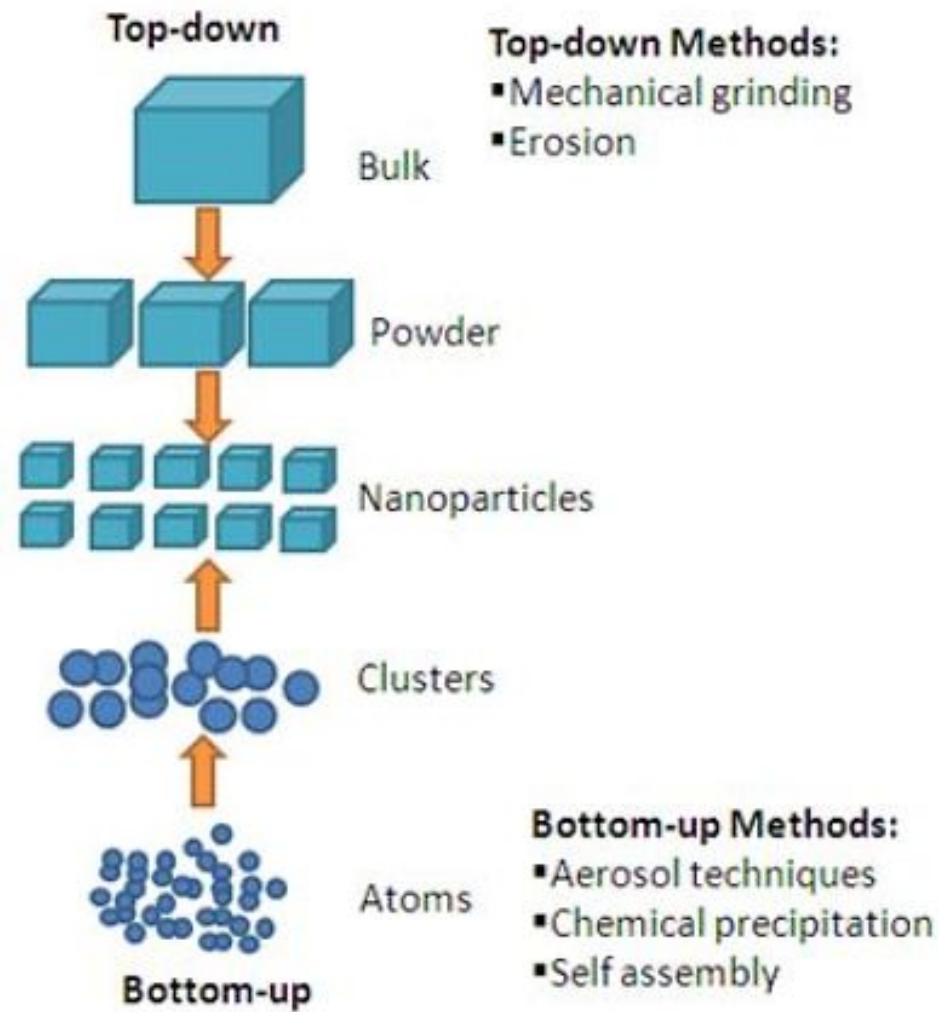 Top-down
Top-down Methods:
▪Mechanical grinding
▪Erosion
Bulk
Powder
Nanoparticles
Clusters
Atoms
Bottom-up
Bottom-up Methods:
▪Aerosol techniques
▪Chemical precipitation
▪Self assembly